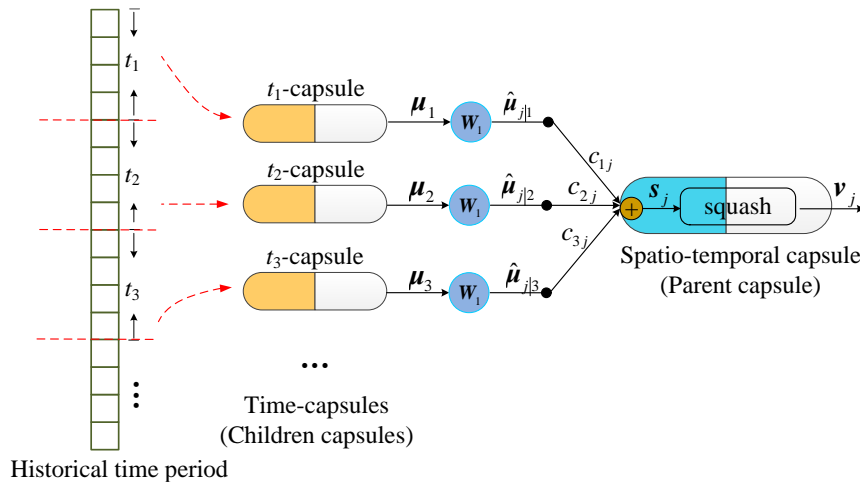 t₁
t₂
t₃
⋮
Historical time period
t₁-capsule
t₂-capsule
t₃-capsule
...
Time-capsules
(Children capsules)
μ₁ W₁ μ̂ⱼ|₁
μ₂ W₁ μ̂ⱼ|₂
μ₃ W₁ μ̂ⱼ|₃
c₁ⱼ
c₂ⱼ
c₃ⱼ
+ sⱼ squash vⱼ
Spatio-temporal capsule
(Parent capsule)